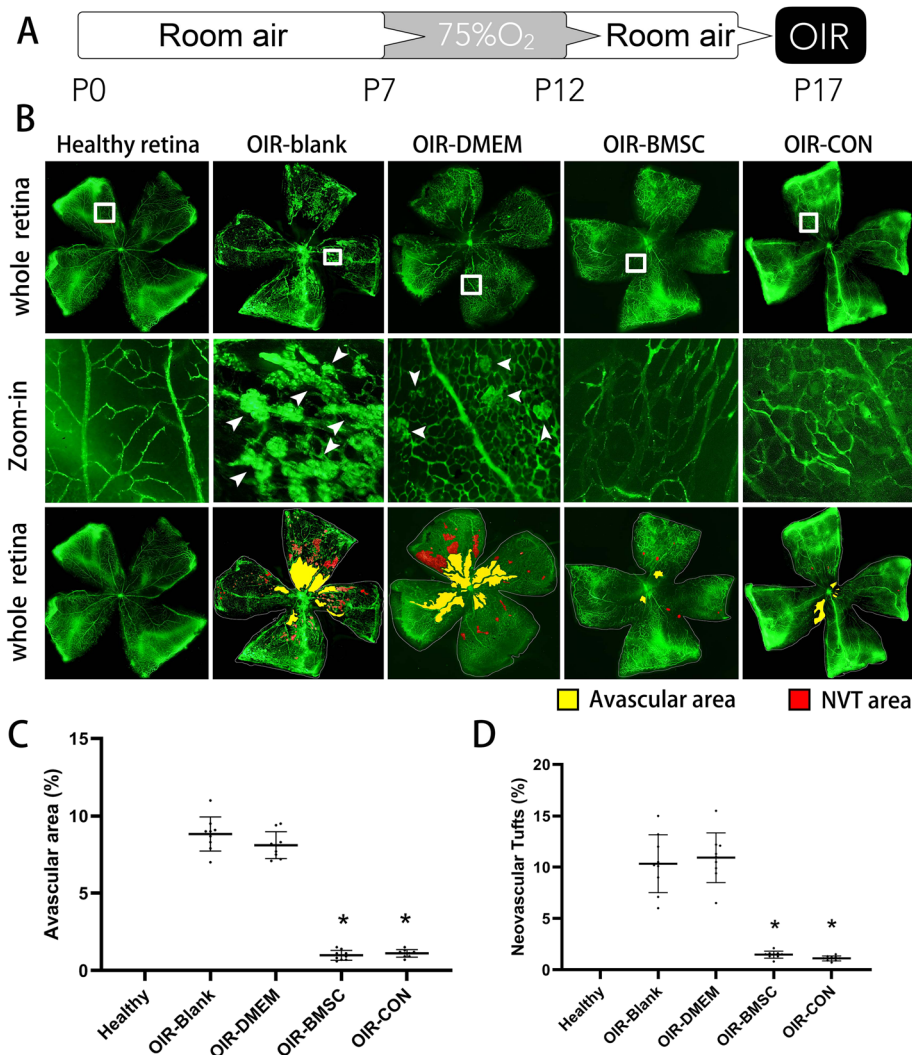 A
Room air 75%O₂ Room air OIR
P0 P7 P12 P17
B
Healthy retina OIR-blank OIR-DMEM OIR-BMSC OIR-CON
whole retina
Zoom-in
whole retina
Avascular area NVT area
C
Avascular area (%)
15
10
5
0
* *
Healthy OIR-Blank OIR-DMEM OIR-BMSC OIR-CON
D
Neovascular Tufts (%)
20
15
10
5
0
* *
Healthy OIR-Blank OIR-DMEM OIR-BMSC OIR-CON